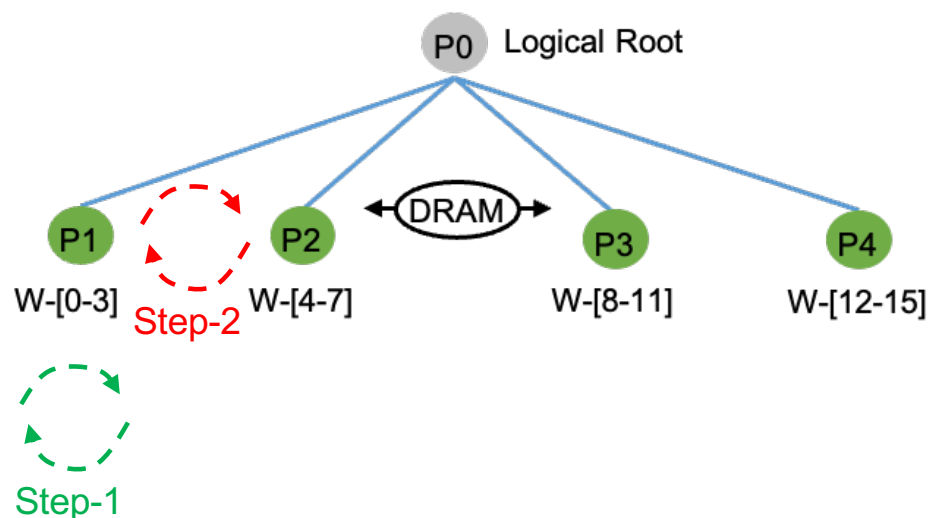 P0 Logical Root
DRAM
P1 P2 P3 P4
W-[0-3] W-[4-7] W-[8-11] W-[12-15]
Step-2
Step-1